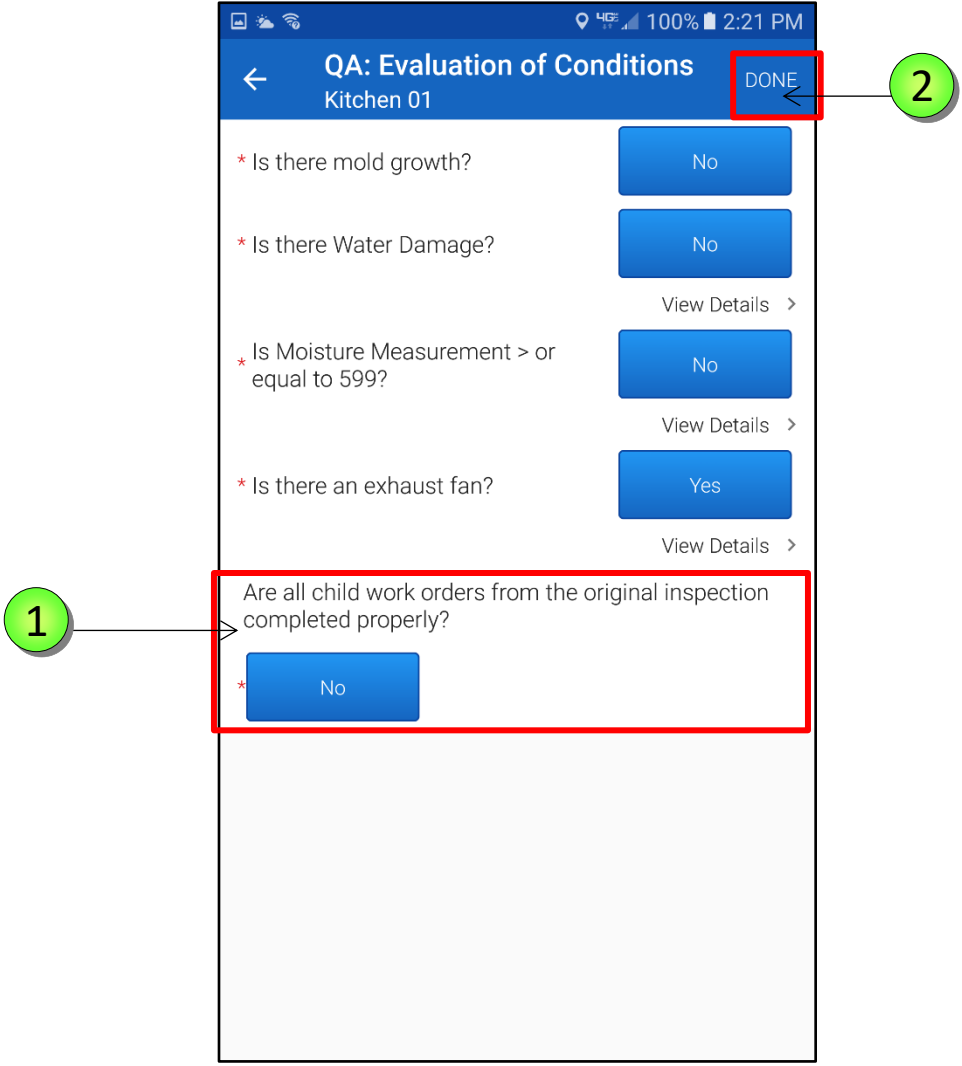 4G 100% 2:21 PM
QA: Evaluation of Conditions
Kitchen 01
DONE
2
* Is there mold growth?
No
* Is there Water Damage?
No
View Details >
* Is Moisture Measurement > or
equal to 599?
No
View Details >
* Is there an exhaust fan?
Yes
View Details >
1
Are all child work orders from the original inspection
completed properly?
* No